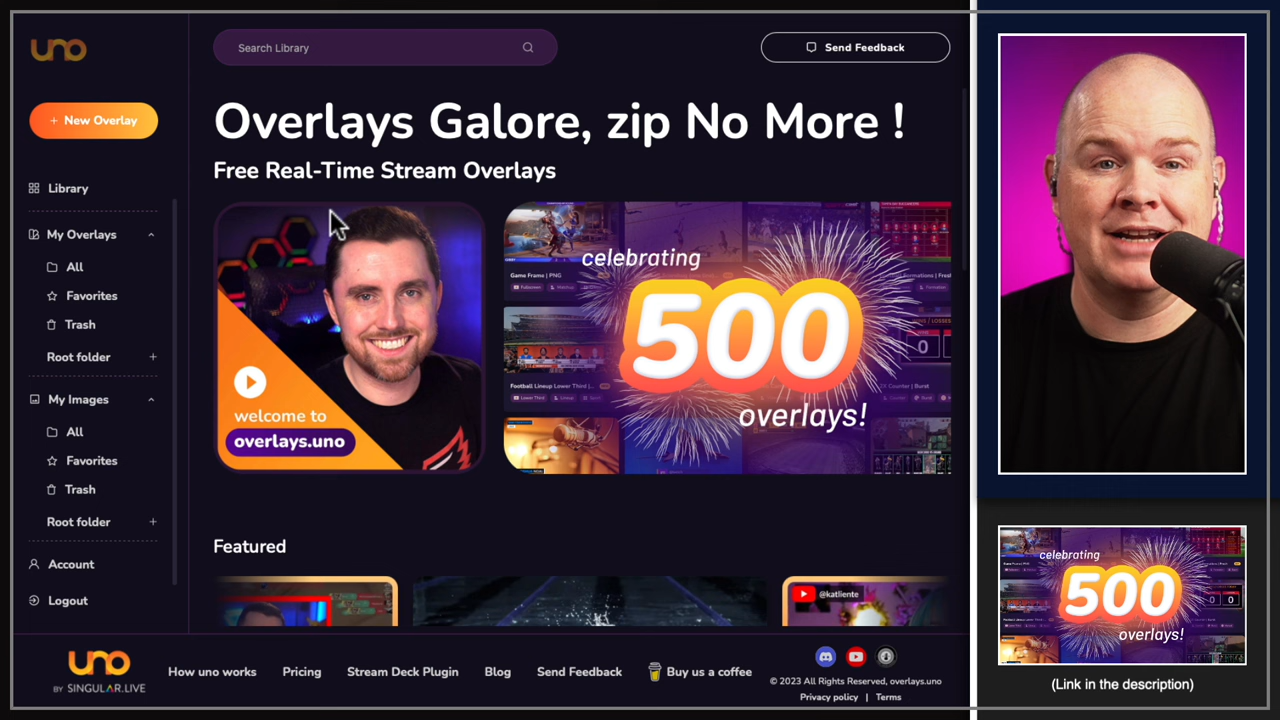 uno
Search Library
Send Feedback
+ New Overlay
Overlays Galore, zip No More !
Free Real-Time Stream Overlays
Library
My Overlays
All
Favorites
Trash
Root folder +
My Images
All
Favorites
Trash
Root folder +
Account
Logout
welcome to
overlays.uno
celebrating
500
overlays!
Game Frame | PNG
Football Lineup Lower Third |
Lower Third
Lineup
Featured
@katliente
uno
BY SINGULAR.LIVE
How uno works
Pricing
Stream Deck Plugin
Blog
Send Feedback
Buy us a coffee
© 2023 All Rights Reserved, overlays.uno
Privacy policy | Terms
celebrating
500
overlays!
(Link in the description)